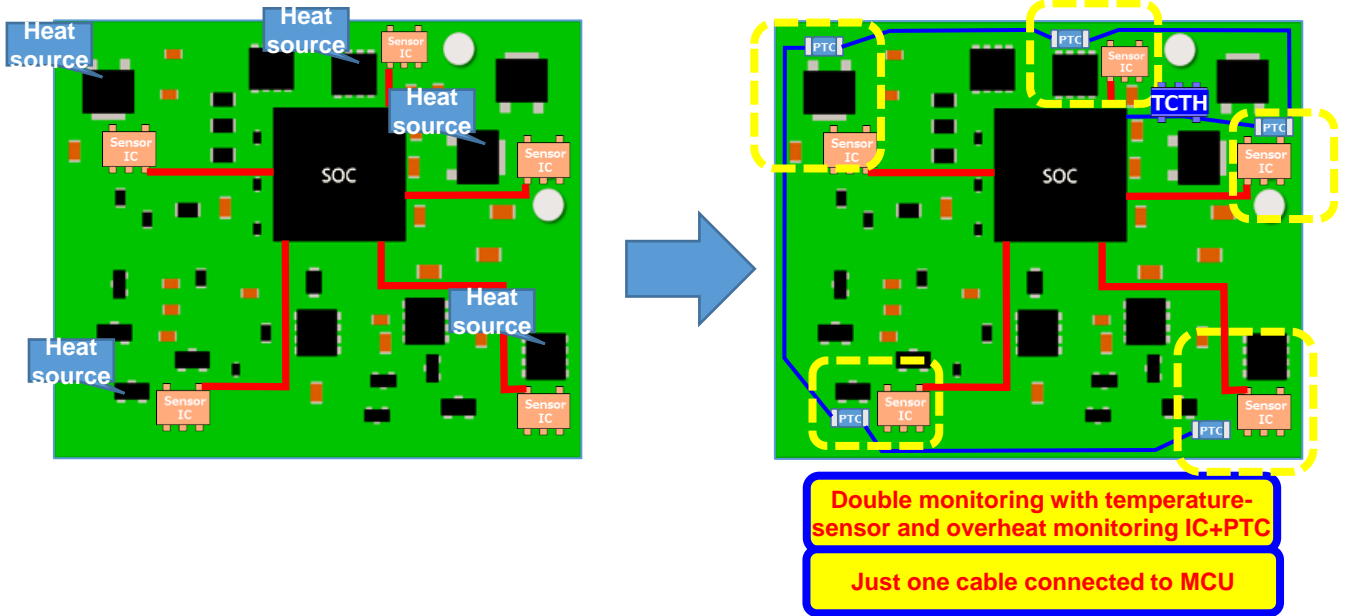 Heat
source
Heat
source
Sensor
IC
Heat
source
Sensor
IC
Sensor
IC
SOC
Heat
source
Heat
source
Sensor
IC
Sensor
IC
PTC
PTC
Sensor
IC
TCTH
PTC
Sensor
IC
Sensor
IC
SOC
PTC
Sensor
IC
PTC
Sensor
IC
Double monitoring with temperature-
sensor and overheat monitoring IC+PTC
Just one cable connected to MCU